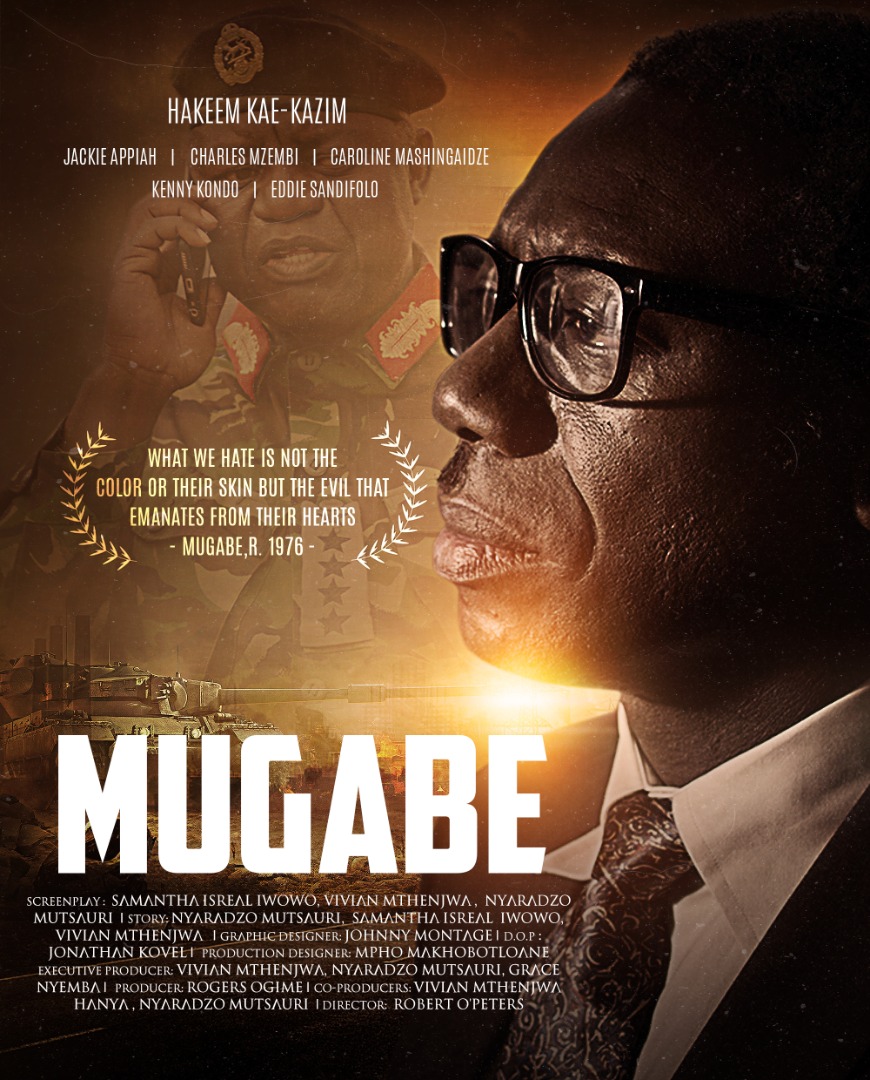 HAKEEM KAE-KAZIM
JACKIE APPIAH | CHARLES MZEMBI | CAROLINE MASHINGAIDZE
KENNY KONDO | EDDIE SANDIFOLO
WHAT WE HATE IS NOT THE
COLOR OR THEIR SKIN BUT THE EVIL THAT
EMANATES FROM THEIR HEARTS
- MUGABE,R. 1976 -
MUGABE
SCREENPLAY: SAMANTHA ISREAL IWOWO, VIVIAN MTHENJWA, NYARADZO
MUTSAURI | STORY: NYARADZO MUTSAURI, SAMANTHA ISREAL IWOWO,
VIVIAN MTHENJWA | GRAPHIC DESIGNER: JOHNNY MONTAGE | D.O.P :
JONATHAN KOVEL | PRODUCTION DESIGNER: MPHO MAKHOBOTLOANE
EXECUTIVE PRODUCER: VIVIAN MTHENJWA, NYARADZO MUTSAURI, GRACE
NYEMBA | PRODUCER: ROGERS OGIME | CO-PRODUCERS: VIVIAN MTHENJWA
HANYA, NYARADZO MUTSAURI | DIRECTOR: ROBERT O'PETERS